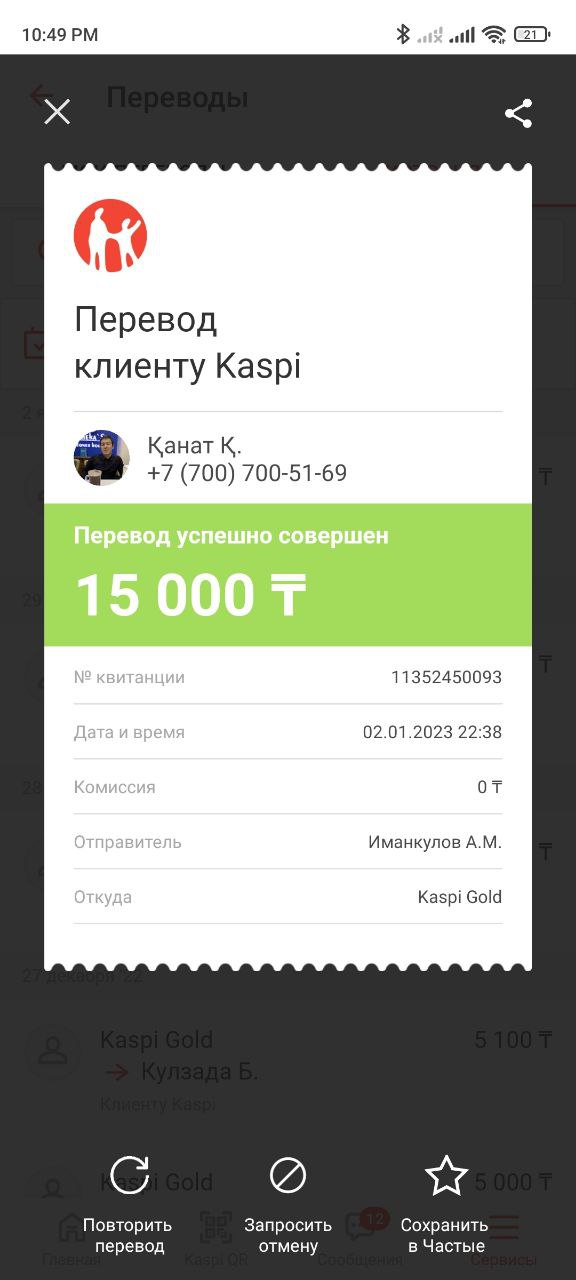 10:49 PM
21
Переводы
Перевод
клиенту Kaspi
Қанат Қ.
+7 (700) 700-51-69
Перевод успешно совершен
15 000 ₸
№ квитанции 11352450093
Дата и время 02.01.2023 22:38
Комиссия 0 ₸
Отправитель Иманкулов А.М.
Откуда Kaspi Gold
27 декабря '22
Kaspi Gold 5 100 ₸
Кулзада Б.
Клиенту Kaspi
Kaspi Gold 5 000 ₸
12
Повторить
перевод
Запросить
отмену
Сохранить
в Частые
Главная Kaspi QR Сообщения Сервисы